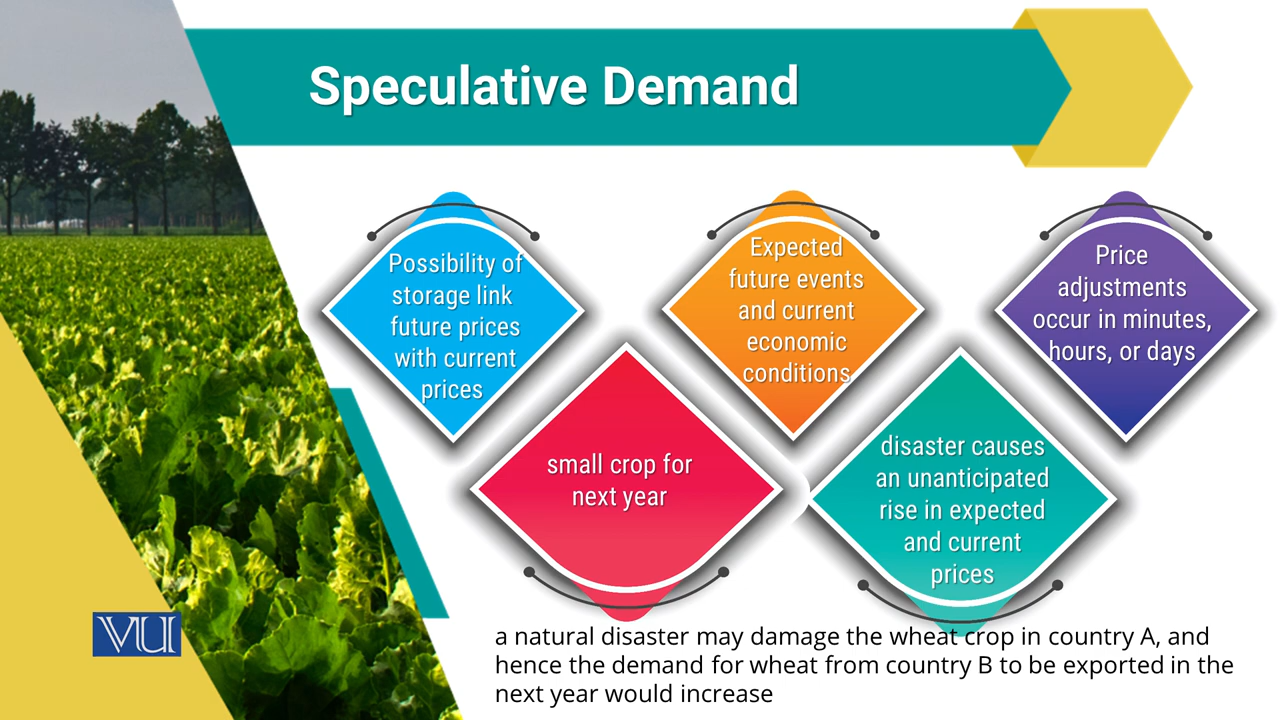 Speculative Demand
Possibility of
storage link
future prices
with current
prices
Expected
future events
and current
economic
conditions
Price
adjustments
occur in minutes,
hours, or days
small crop for
next year
disaster causes
an unanticipated
rise in expected
and current
prices
a natural disaster may damage the wheat crop in country A, and
hence the demand for wheat from country B to be exported in the
next year would increase
VU